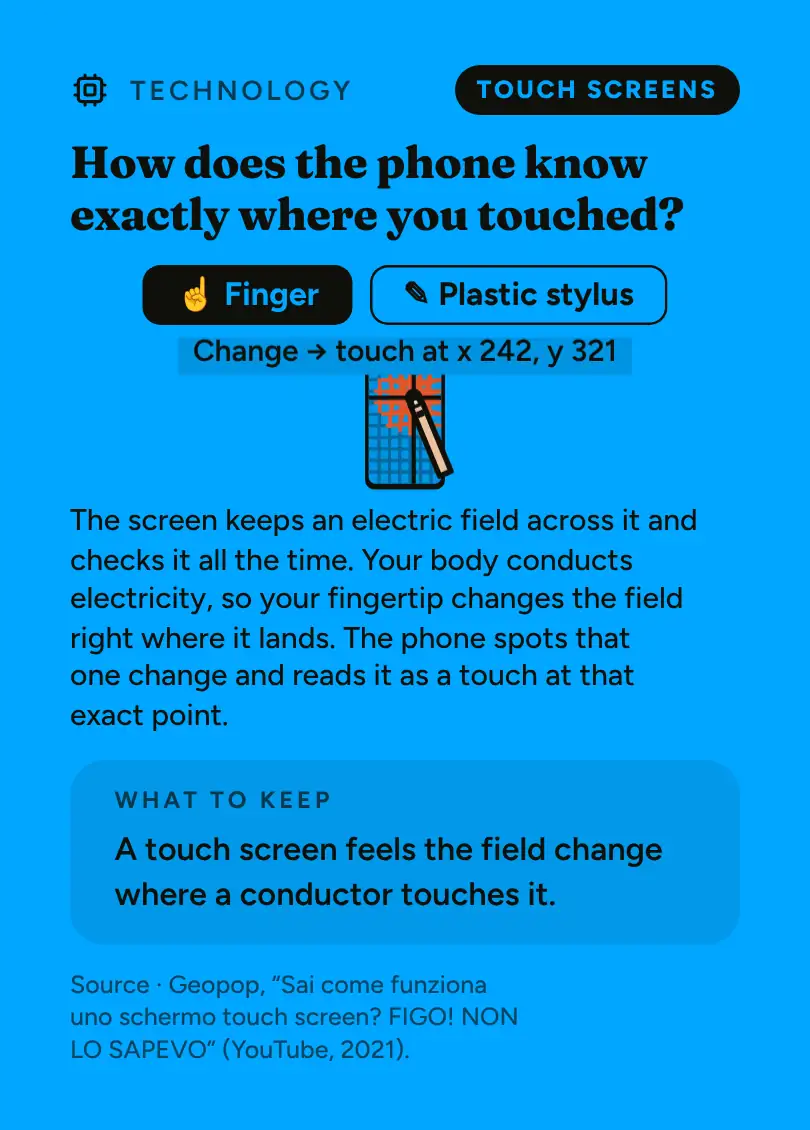 TECHNOLOGY
TOUCH SCREENS
How does the phone know
exactly where you touched?
☝ Finger
✎ Plastic stylus
Change → touch at x 242, y 321
The screen keeps an electric field across it and
checks it all the time. Your body conducts
electricity, so your fingertip changes the field
right where it lands. The phone spots that
one change and reads it as a touch at that
exact point.
WHAT TO KEEP
A touch screen feels the field change
where a conductor touches it.
Source · Geopop, “Sai come funziona
uno schermo touch screen? FIGO! NON
LO SAPEVO” (YouTube, 2021).